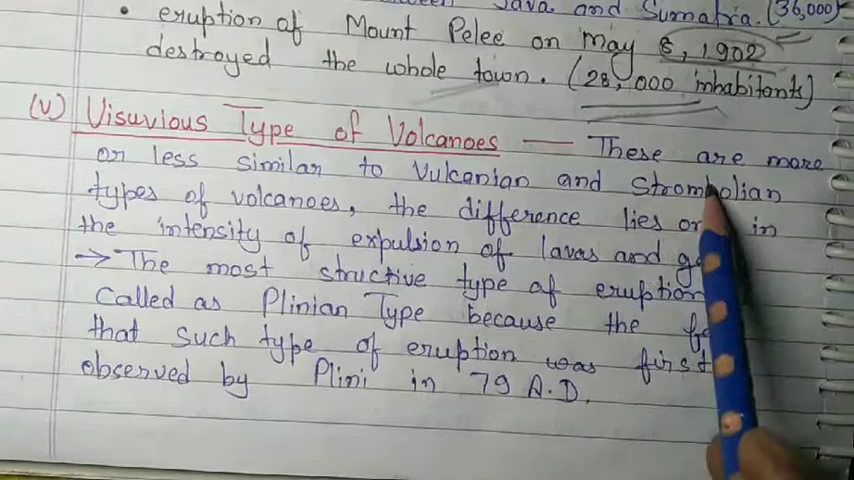 Java and Sumatra. (36,000)
• eruption of Mount Pelee on may 8, 1902
destroyed the whole town. (28,000 inhabitants)
(V) Visuvious Type of Volcanoes — These are more
or less similar to Vulcanian and Strombolian
types of volcanoes, the difference lies in
the intensity of expulsion of lavas and
→ The most structive type of eruption
Called as Plinian Type because the
that such type of eruption was first
observed by Plini in 79 A.D.